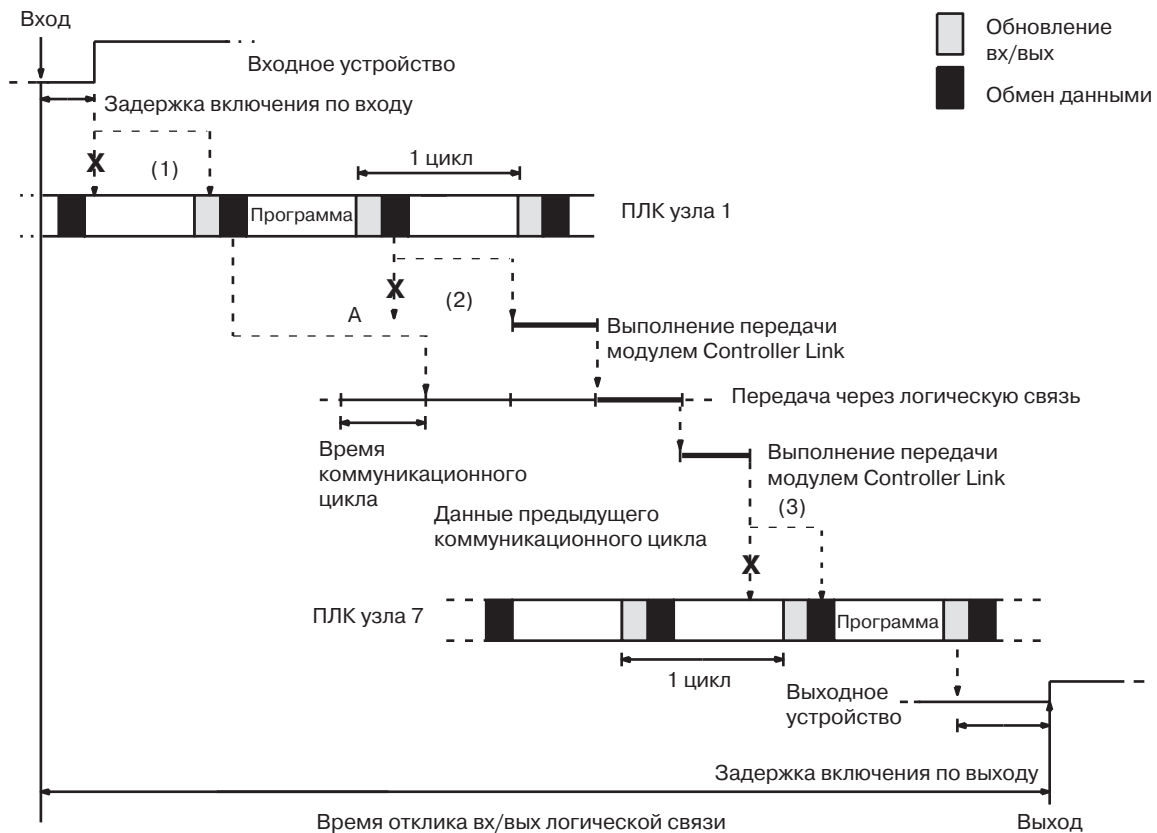 Вход
Обновление
вх/вых
Обмен данными
Входное устройство
Задержка включения по входу
X
(1)
1 цикл
Программа
ПЛК узла 1
X
(2)
A
Выполнение передачи
модулем Controller Link
Передача через логическую связь
Время
коммуникационного
цикла
Выполнение передачи
модулем Controller Link
Данные предыдущего
коммуникационного цикла
(3)
X
ПЛК узла 7
Программа
1 цикл
Выходное
устройство
Задержка включения по выходу
Время отклика вх/вых логической связи
Выход